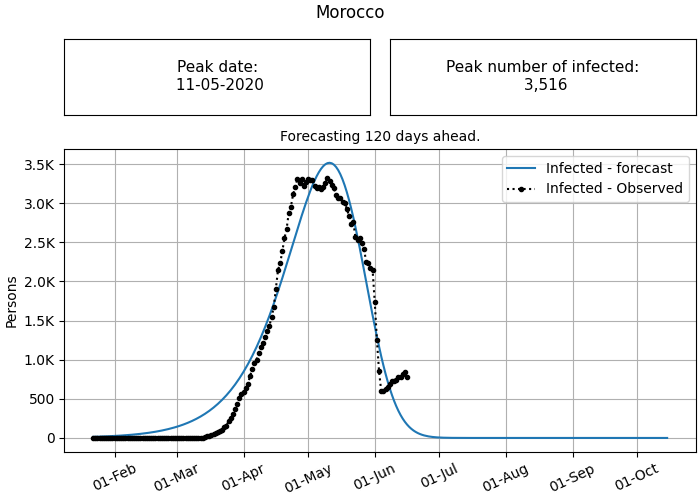 Morocco
Peak date:
11-05-2020
Peak number of infected:
3,516
Forecasting 120 days ahead.
3.5K
3.0K
2.5K
2.0K
1.5K
1.0K
500
0
Persons
Infected - forecast
Infected - Observed
01-Feb
01-Mar
01-Apr
01-May
01-Jun
01-Jul
01-Aug
01-Sep
01-Oct